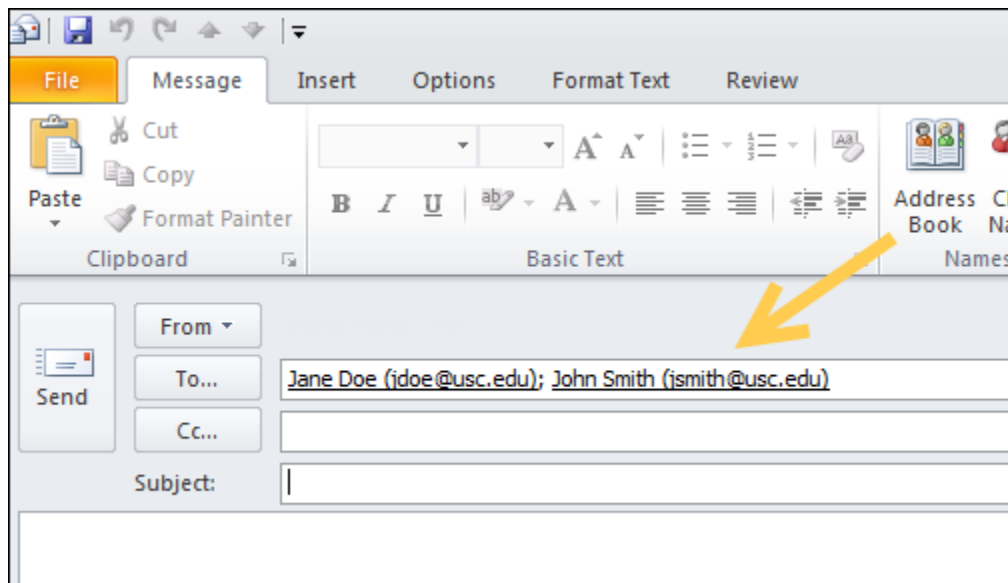 File Message Insert Options Format Text Review
Cut
Copy
Paste
Format Painter
B I U
Address
Book
Clipboard Basic Text Names
From
To... Jane Doe (jdoe@usc.edu); John Smith (jsmith@usc.edu)
Send
Cc...
Subject: